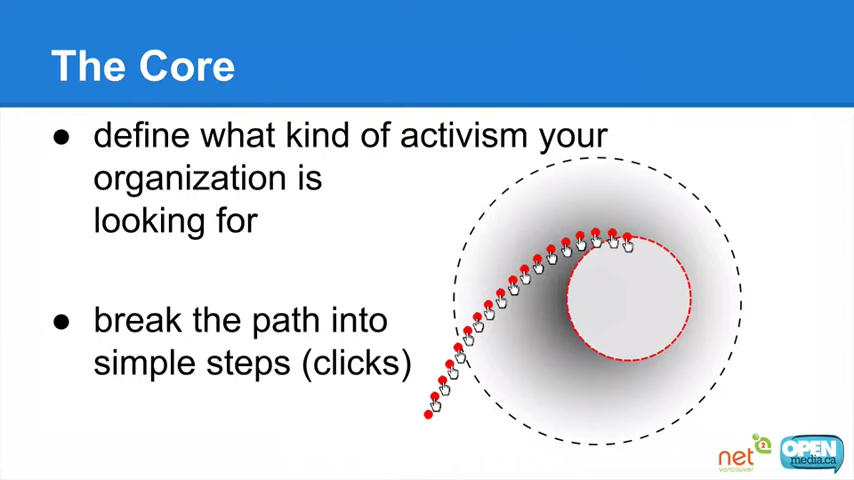 The Core
● define what kind of activism your
organization is
looking for
● break the path into
simple steps (clicks)
net2
vancouver
OPEN
media.ca